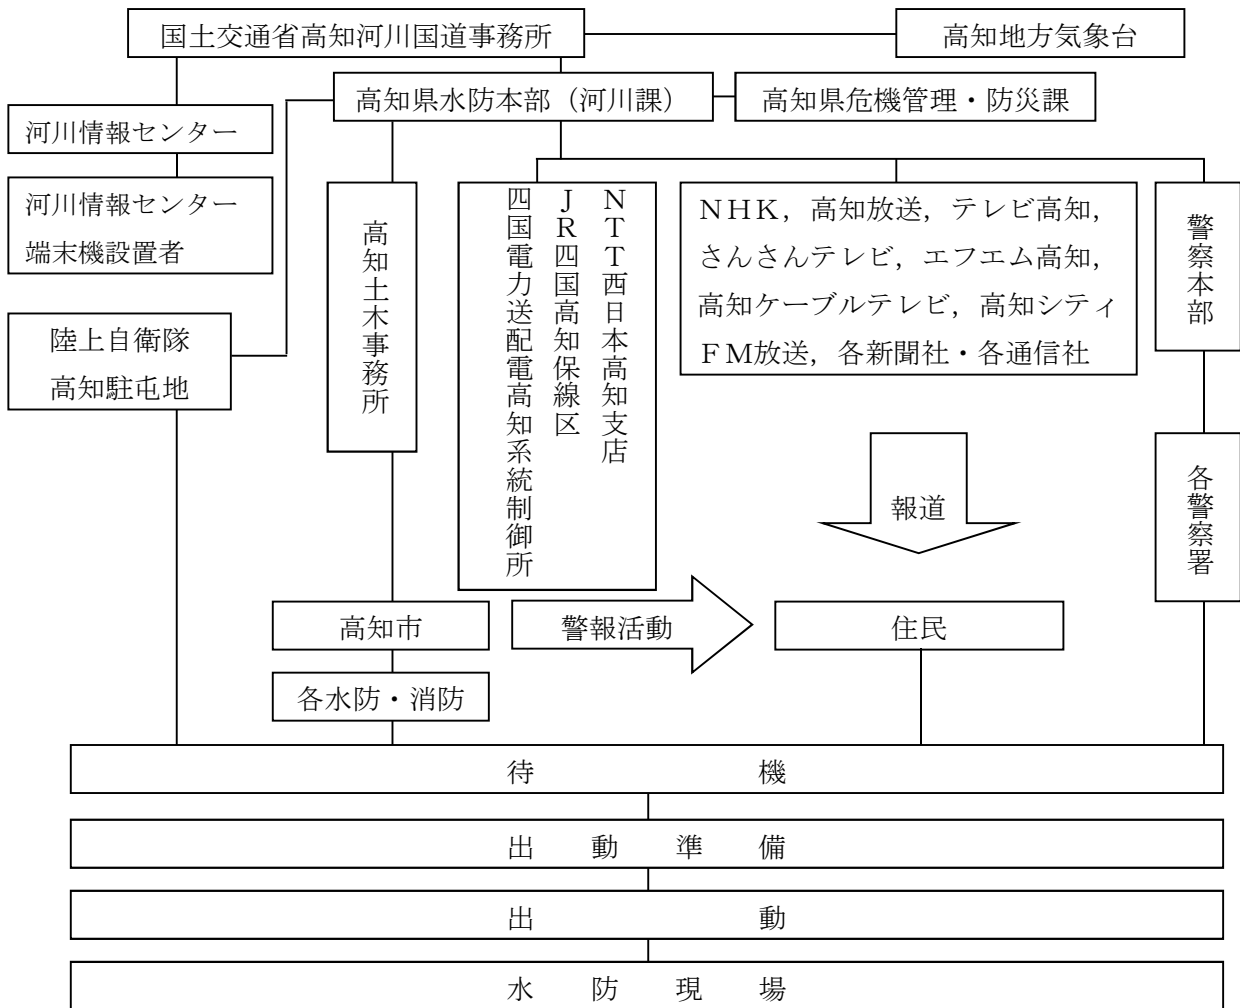 国土交通省高知河川国道事務所
高知地方気象台
高知県水防本部（河川課）
高知県危機管理・防災課
河川情報センター
河川情報センター
端末機設置者
陸上自衛隊
高知駐屯地
高知土木事務所
ＮＴＴ西日本高知支店
ＪＲ四国高知保線区
四国電力送配電高知系統制御所
ＮＨＫ，高知放送，テレビ高知，
さんさんテレビ，エフエム高知，
高知ケーブルテレビ，高知シティ
ＦＭ放送，各新聞社・各通信社
警察本部
各警察署
報道
高知市
警報活動
住民
各水防・消防
待機
出動準備
出動
水防現場